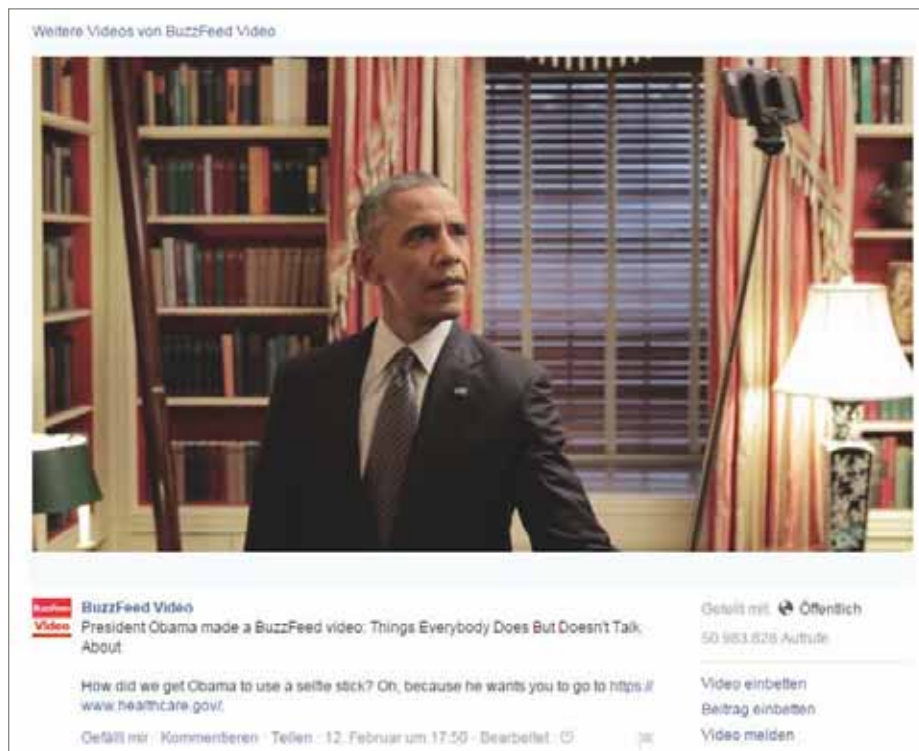 Weitere Videos von BuzzFeed Video
BuzzFeed
Video
BuzzFeed Video
President Obama made a BuzzFeed video: Things Everybody Does But Doesn't Talk
About
How did we get Obama to use a selfie stick? Oh, because he wants you to go to https://
www.healthcare.gov/.
Gefällt mir · Kommentieren · Teilen · 12. Februar um 17:50 · Bearbeitet ·
Geteilt mit: Öffentlich
50.983.828 Aufrufe
Video einbetten
Beitrag einbetten
Video melden